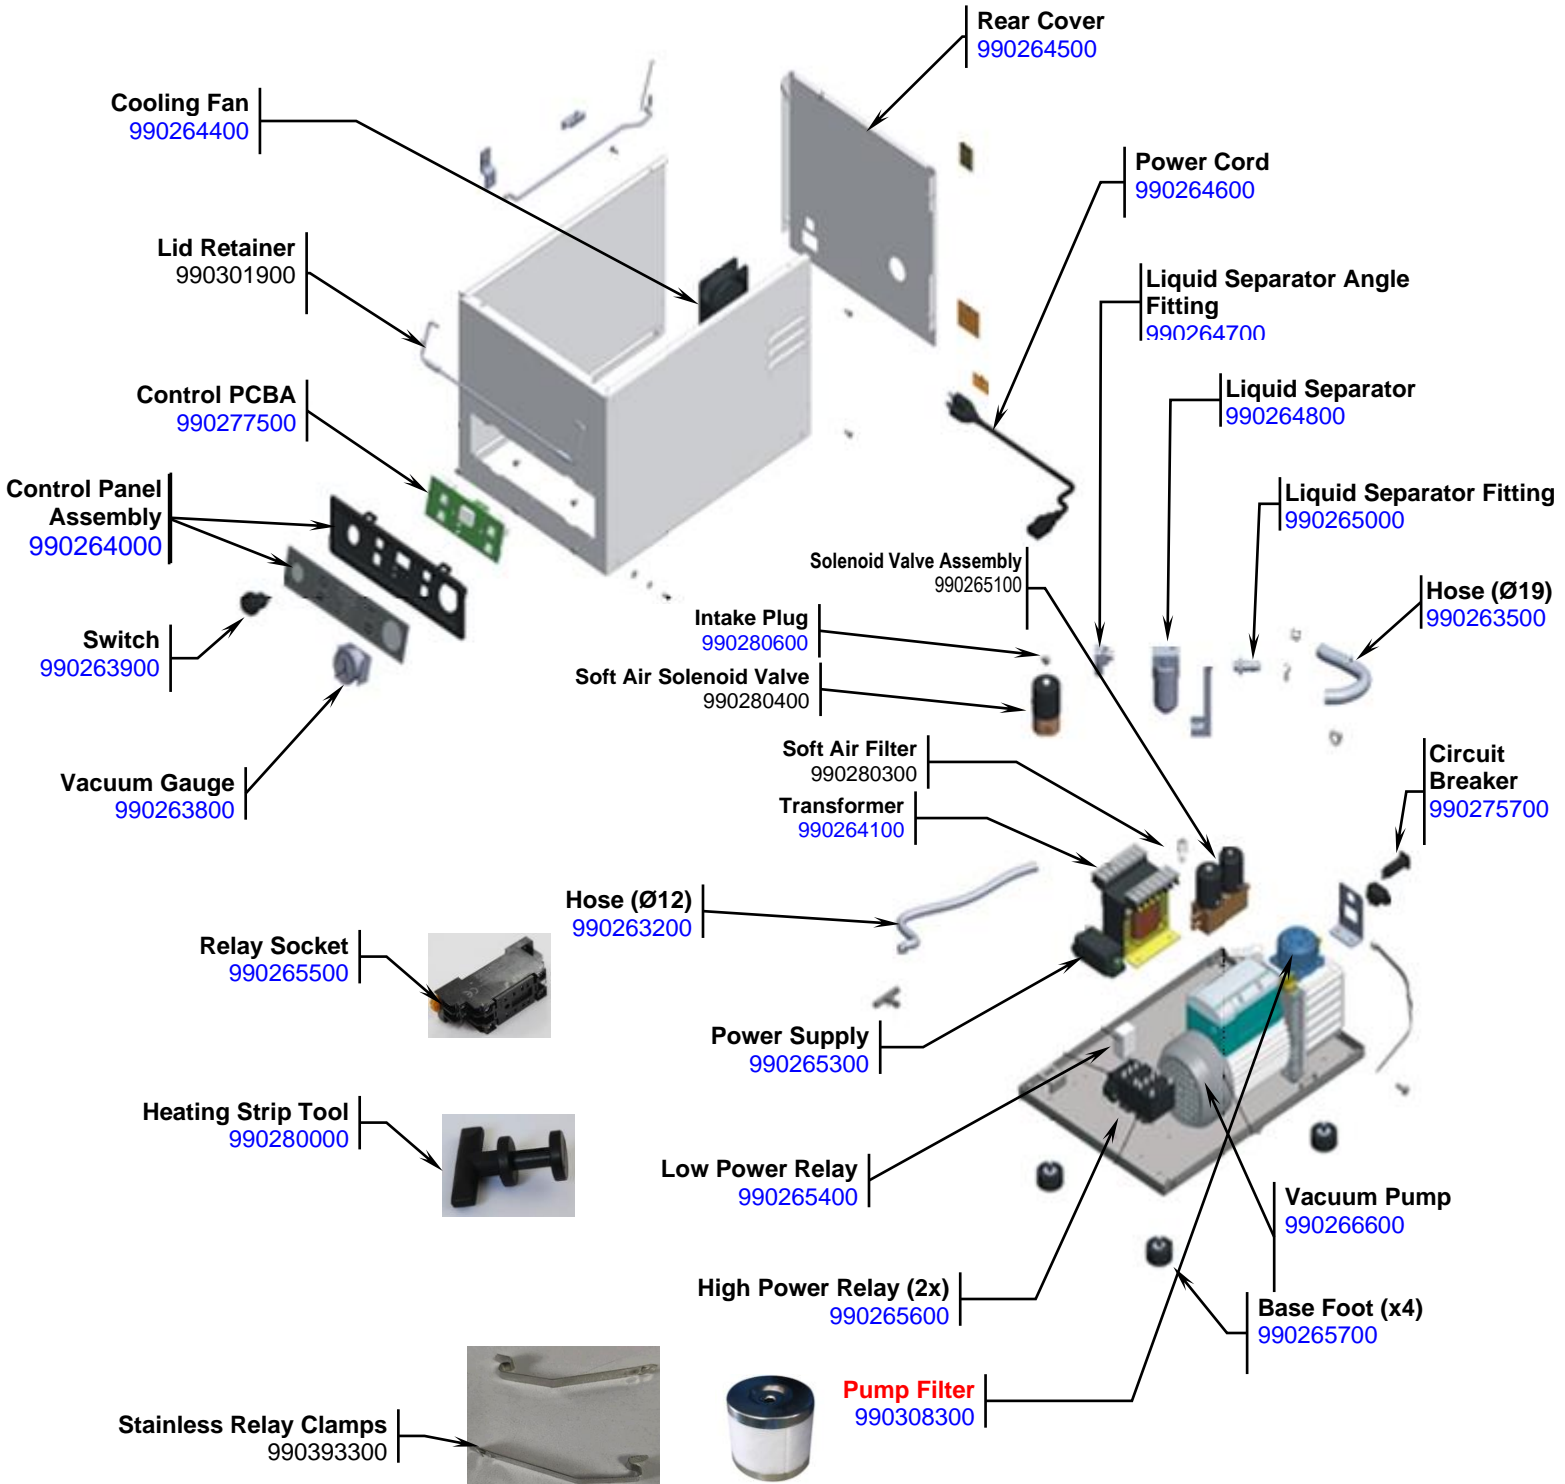 Rear Cover
990264500
Cooling Fan
990264400
Power Cord
990264600
Lid Retainer
990301900
Liquid Separator Angle
Fitting
990264700
Control PCBA
990277500
Liquid Separator
990264800
Control Panel
Assembly
990264000
Liquid Separator Fitting
990265000
Solenoid Valve Assembly
990265100
Hose (Ø19)
990263500
Intake Plug
990280600
Switch
990263900
Soft Air Solenoid Valve
990280400
Soft Air Filter
990280300
Circuit
Breaker
990275700
Vacuum Gauge
990263800
Transformer
990264100
Hose (Ø12)
990263200
Relay Socket
990265500
Power Supply
990265300
Heating Strip Tool
990280000
Low Power Relay
990265400
Vacuum Pump
990266600
High Power Relay (2x)
990265600
Base Foot (x4)
990265700
Pump Filter
990308300
Stainless Relay Clamps
990393300